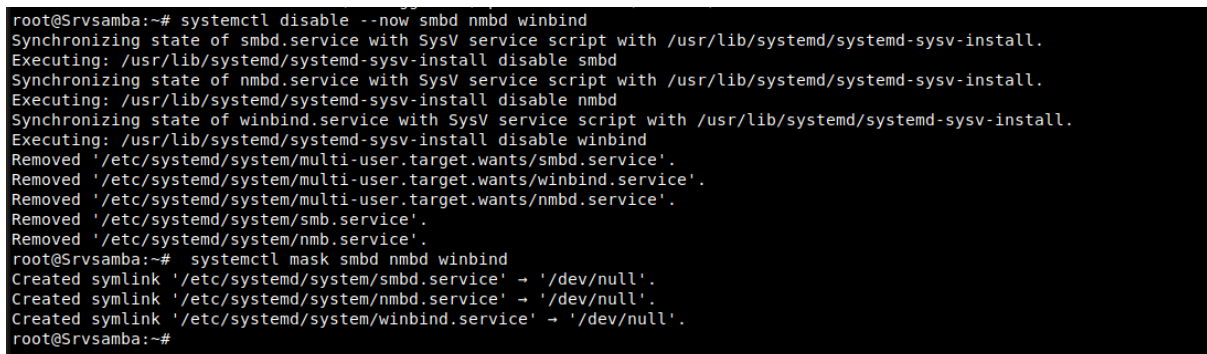 root@Srvsamba:~# systemctl disable --now smbd nmbd winbind
Synchronizing state of smbd.service with SysV service script with /usr/lib/systemd/systemd-sysv-install.
Executing: /usr/lib/systemd/systemd-sysv-install disable smbd
Synchronizing state of nmbd.service with SysV service script with /usr/lib/systemd/systemd-sysv-install.
Executing: /usr/lib/systemd/systemd-sysv-install disable nmbd
Synchronizing state of winbind.service with SysV service script with /usr/lib/systemd/systemd-sysv-install.
Executing: /usr/lib/systemd/systemd-sysv-install disable winbind
Removed '/etc/systemd/system/multi-user.target.wants/smbd.service'.
Removed '/etc/systemd/system/multi-user.target.wants/winbind.service'.
Removed '/etc/systemd/system/multi-user.target.wants/nmbd.service'.
Removed '/etc/systemd/system/smb.service'.
Removed '/etc/systemd/system/nmb.service'.
root@Srvsamba:~#  systemctl mask smbd nmbd winbind
Created symlink '/etc/systemd/system/smbd.service' → '/dev/null'.
Created symlink '/etc/systemd/system/nmbd.service' → '/dev/null'.
Created symlink '/etc/systemd/system/winbind.service' → '/dev/null'.
root@Srvsamba:~#